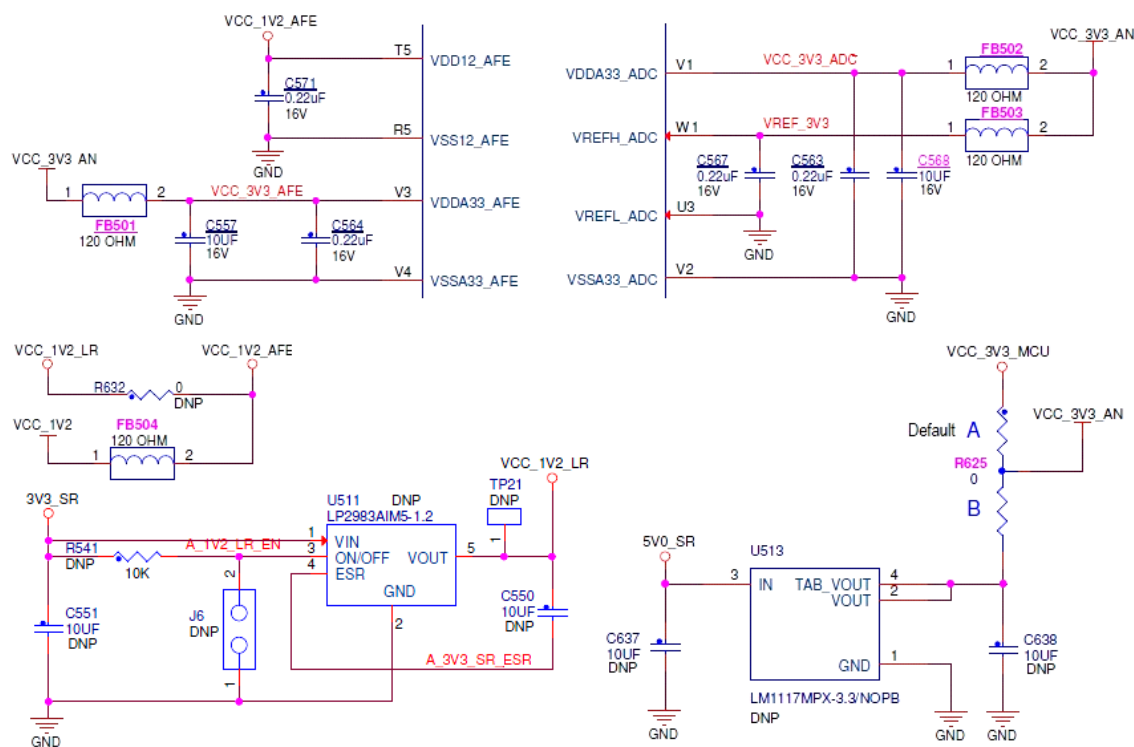 VCC_1V2_AFE
T5
VDD12_AFE
C571
0.22uF
16V
R5
VSS12_AFE
GND
VCC_3V3_AN
1
2
FB501
120 OHM
VCC_3V3_AFE
V3
VDDA33_AFE
C557
10UF
16V
C564
0.22uF
16V
V4
VSSA33_AFE
GND
VCC_3V3_AN
FB502
VDDA33_ADC
V1
VCC_3V3_ADC
1
2
120 OHM
FB503
VREFH_ADC
W1
VREF_3V3
1
2
120 OHM
C567
0.22uF
16V
C563
0.22uF
16V
C568
10UF
16V
VREFL_ADC
U3
GND
VSSA33_ADC
V2
GND
VCC_1V2_LR
VCC_1V2_AFE
R632
0
DNP
VCC_1V2
FB504
120 OHM
1
2
VCC_1V2_LR
3V3_SR
U511
DNP
LP2983AIM5-1.2
TP21
DNP
1
R541
DNP
10K
A_1V2_LR_EN
1
3
4
VIN
ON/OFF
ESR
VOUT
5
GND
2
C551
10UF
DNP
2
J6
DNP
1
C550
10UF
DNP
A_3V3_SR_ESR
GND
VCC_3V3_MCU
VCC_3V3_AN
Default
A
R625
0
B
5V0_SR
U513
3
IN
TAB_VOUT
4
VOUT
2
GND
1
C637
10UF
DNP
C638
10UF
DNP
LM1117MPX-3.3/NOPB
DNP
GND
GND
GND